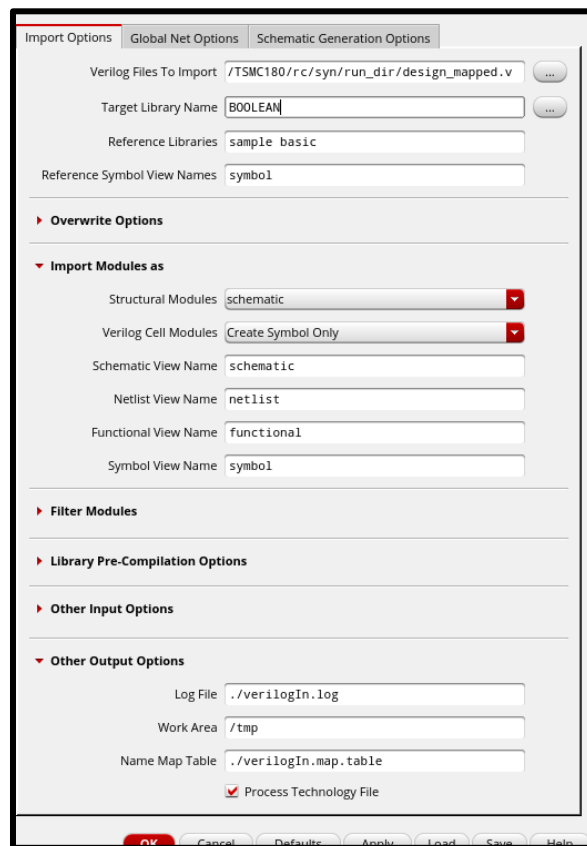 Import Options Global Net Options Schematic Generation Options
Verilog Files To Import /TSMC180/rc/syn/run_dir/design_mapped.v ...
Target Library Name BOOLEAN ...
Reference Libraries sample basic
Reference Symbol View Names symbol
Overwrite Options
Import Modules as
Structural Modules schematic
Verilog Cell Modules Create Symbol Only
Schematic View Name schematic
Netlist View Name netlist
Functional View Name functional
Symbol View Name symbol
Filter Modules
Library Pre-Compilation Options
Other Input Options
Other Output Options
Log File ./verilogIn.log
Work Area /tmp
Name Map Table ./verilogIn.map.table
Process Technology File
OK Cancel Defaults Apply Load Save Help